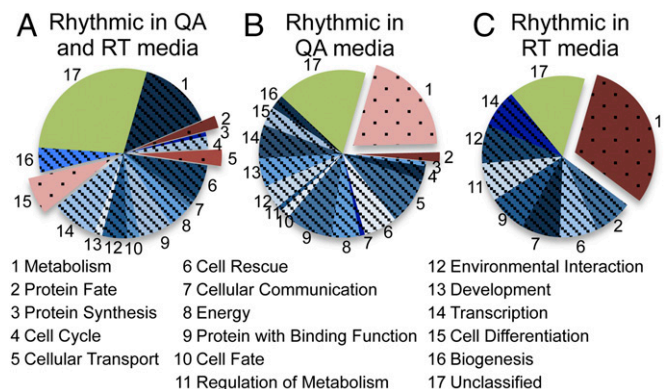 A Rhythmic in QA and RT media
17
1
2
3
4
5
6
7
8
9
10
12
13
14
15
16
B Rhythmic in QA media
17
1
2
3
4
5
6
7
8
9
10
11
12
13
14
15
16
C Rhythmic in RT media
17
1
2
6
7
9
11
12
14
1 Metabolism
2 Protein Fate
3 Protein Synthesis
4 Cell Cycle
5 Cellular Transport
6 Cell Rescue
7 Cellular Communication
8 Energy
9 Protein with Binding Function
10 Cell Fate
11 Regulation of Metabolism
12 Environmental Interaction
13 Development
14 Transcription
15 Cell Differentiation
16 Biogenesis
17 Unclassified